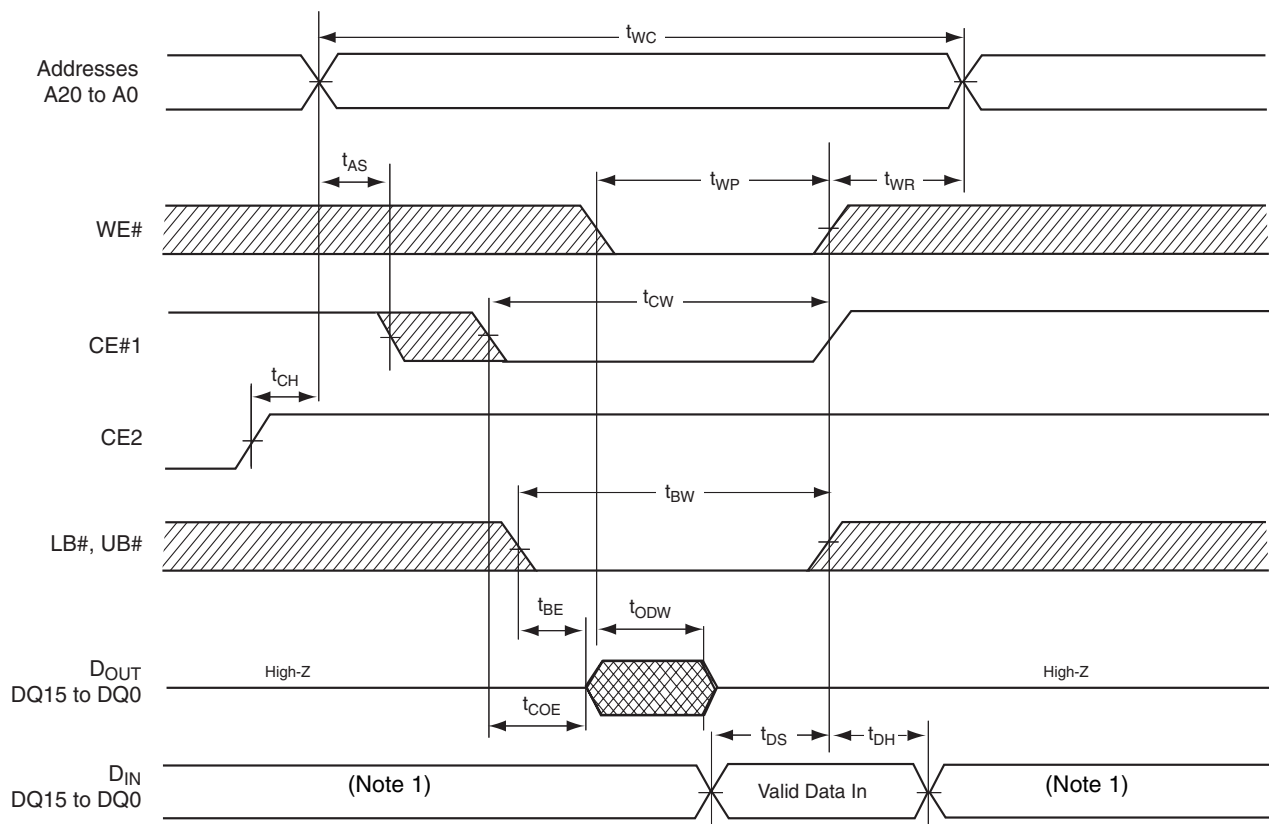 tWC
Addresses
A20 to A0
tAS
tWP
tWR
WE#
tCW
CE#1
tCH
CE2
tBW
LB#, UB#
tBE
tODW
DOUT
DQ15 to DQ0
High-Z
High-Z
tCOE
tDS
tDH
DIN
DQ15 to DQ0
(Note 1)
Valid Data In
(Note 1)